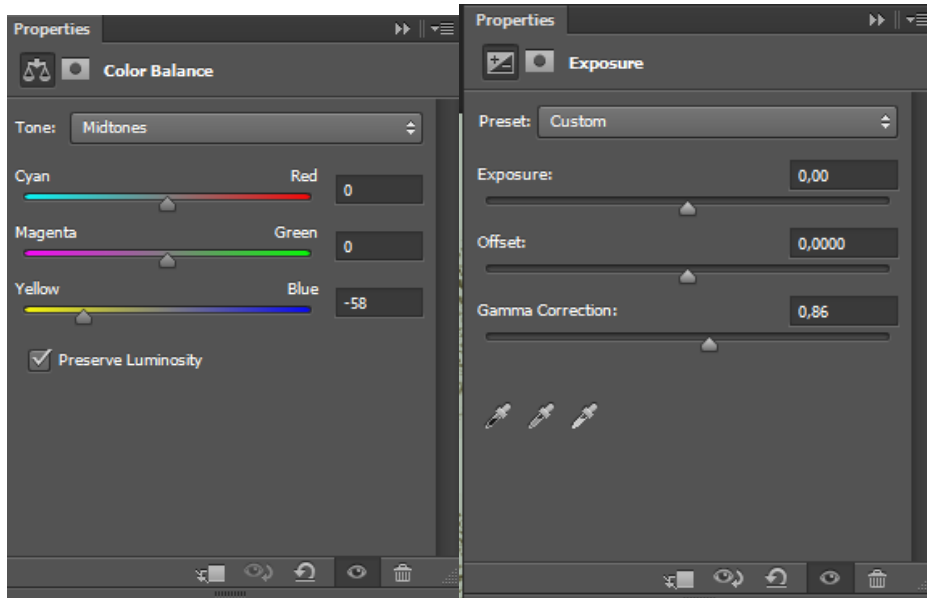 Properties
Color Balance
Tone: Midtones
Cyan Red 0
Magenta Green 0
Yellow Blue -58
Preserve Luminosity
Properties
Exposure
Preset: Custom
Exposure: 0,00
Offset: 0,0000
Gamma Correction: 0,86